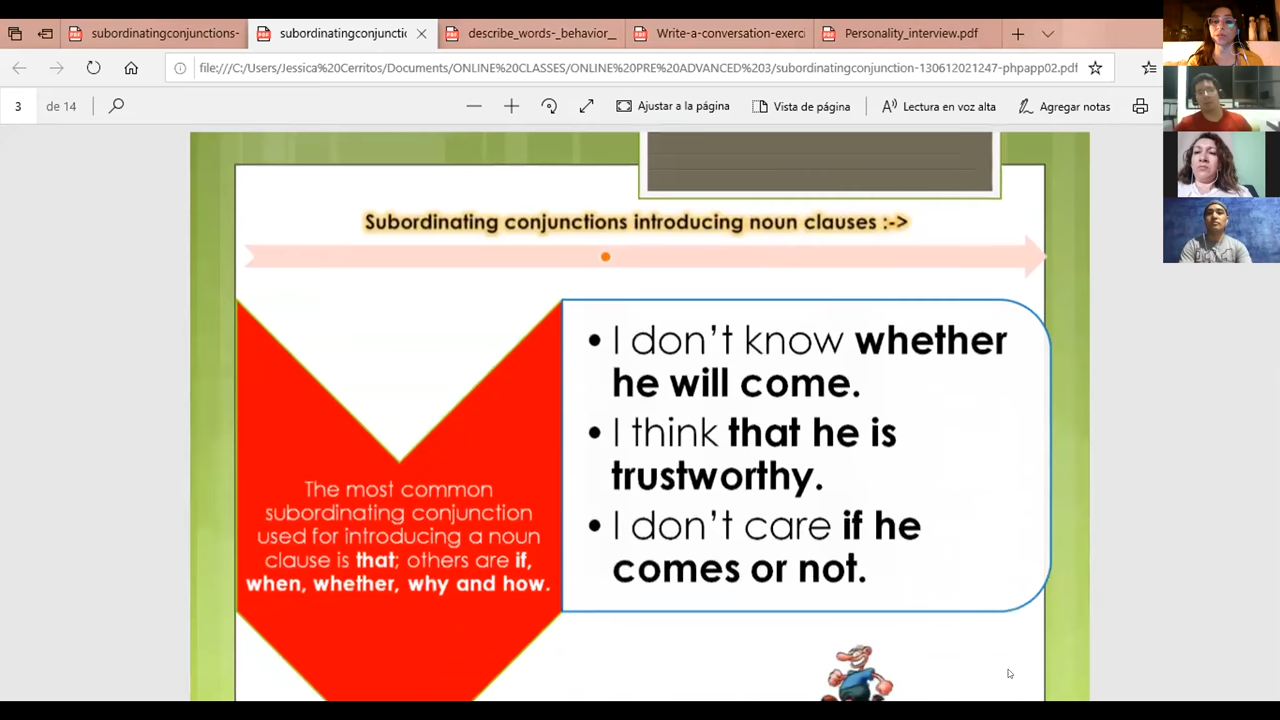 subordinatingconjunctions-
subordinatingconjuncti
describe_words-_behavior_
Write-a-conversation-exerc
Personality_interview.pdf
file:///C:/Users/Jessica%20Cerritos/Documents/ONLINE%20CLASSES/ONLINE%20PRE%20ADVANCED%203/subordinatingconjunction-130612021247-phpapp02.pdf
3 de 14
Ajustar a la página
Vista de página
Lectura en voz alta
Agregar notas
Subordinating conjunctions introducing noun clauses :->
The most common
subordinating conjunction
used for introducing a noun
clause is that; others are if,
when, whether, why and how.
• I don't know whether
he will come.
• I think that he is
trustworthy.
• I don't care if he
comes or not.